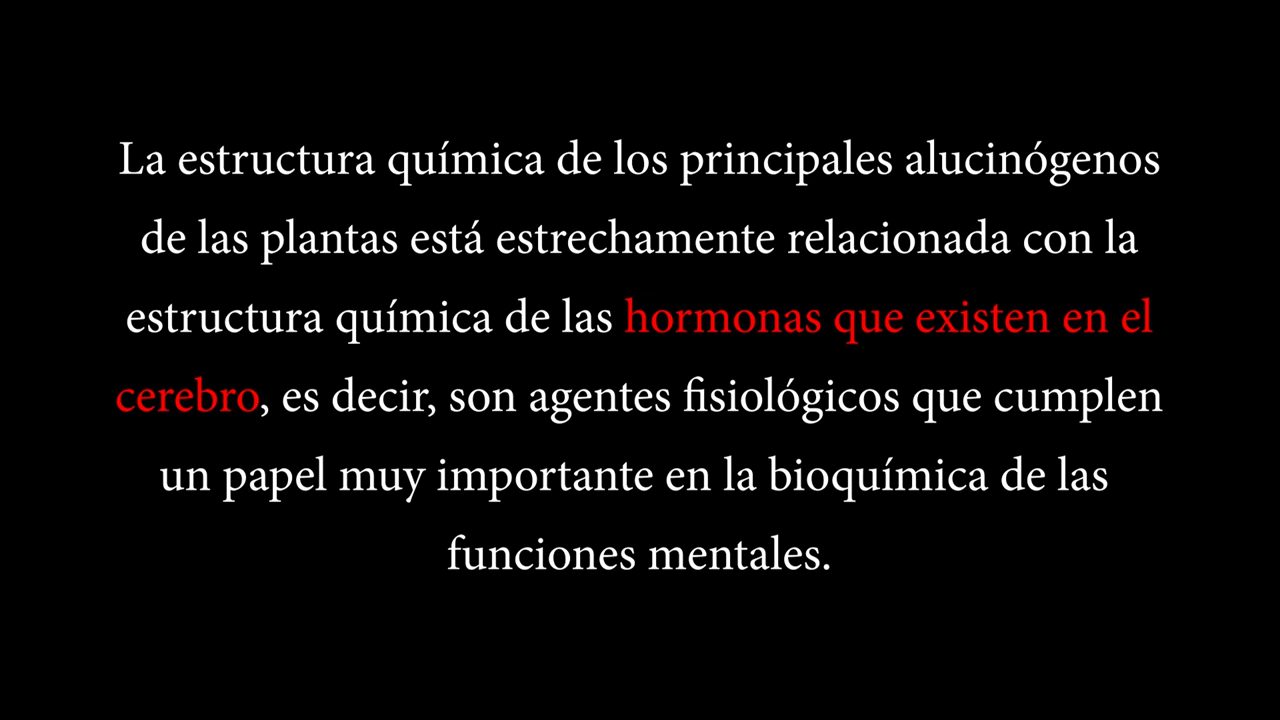 La estructura química de los principales alucinógenos
de las plantas está estrechamente relacionada con la
estructura química de las hormonas que existen en el
cerebro, es decir, son agentes fisiológicos que cumplen
un papel muy importante en la bioquímica de las
funciones mentales.